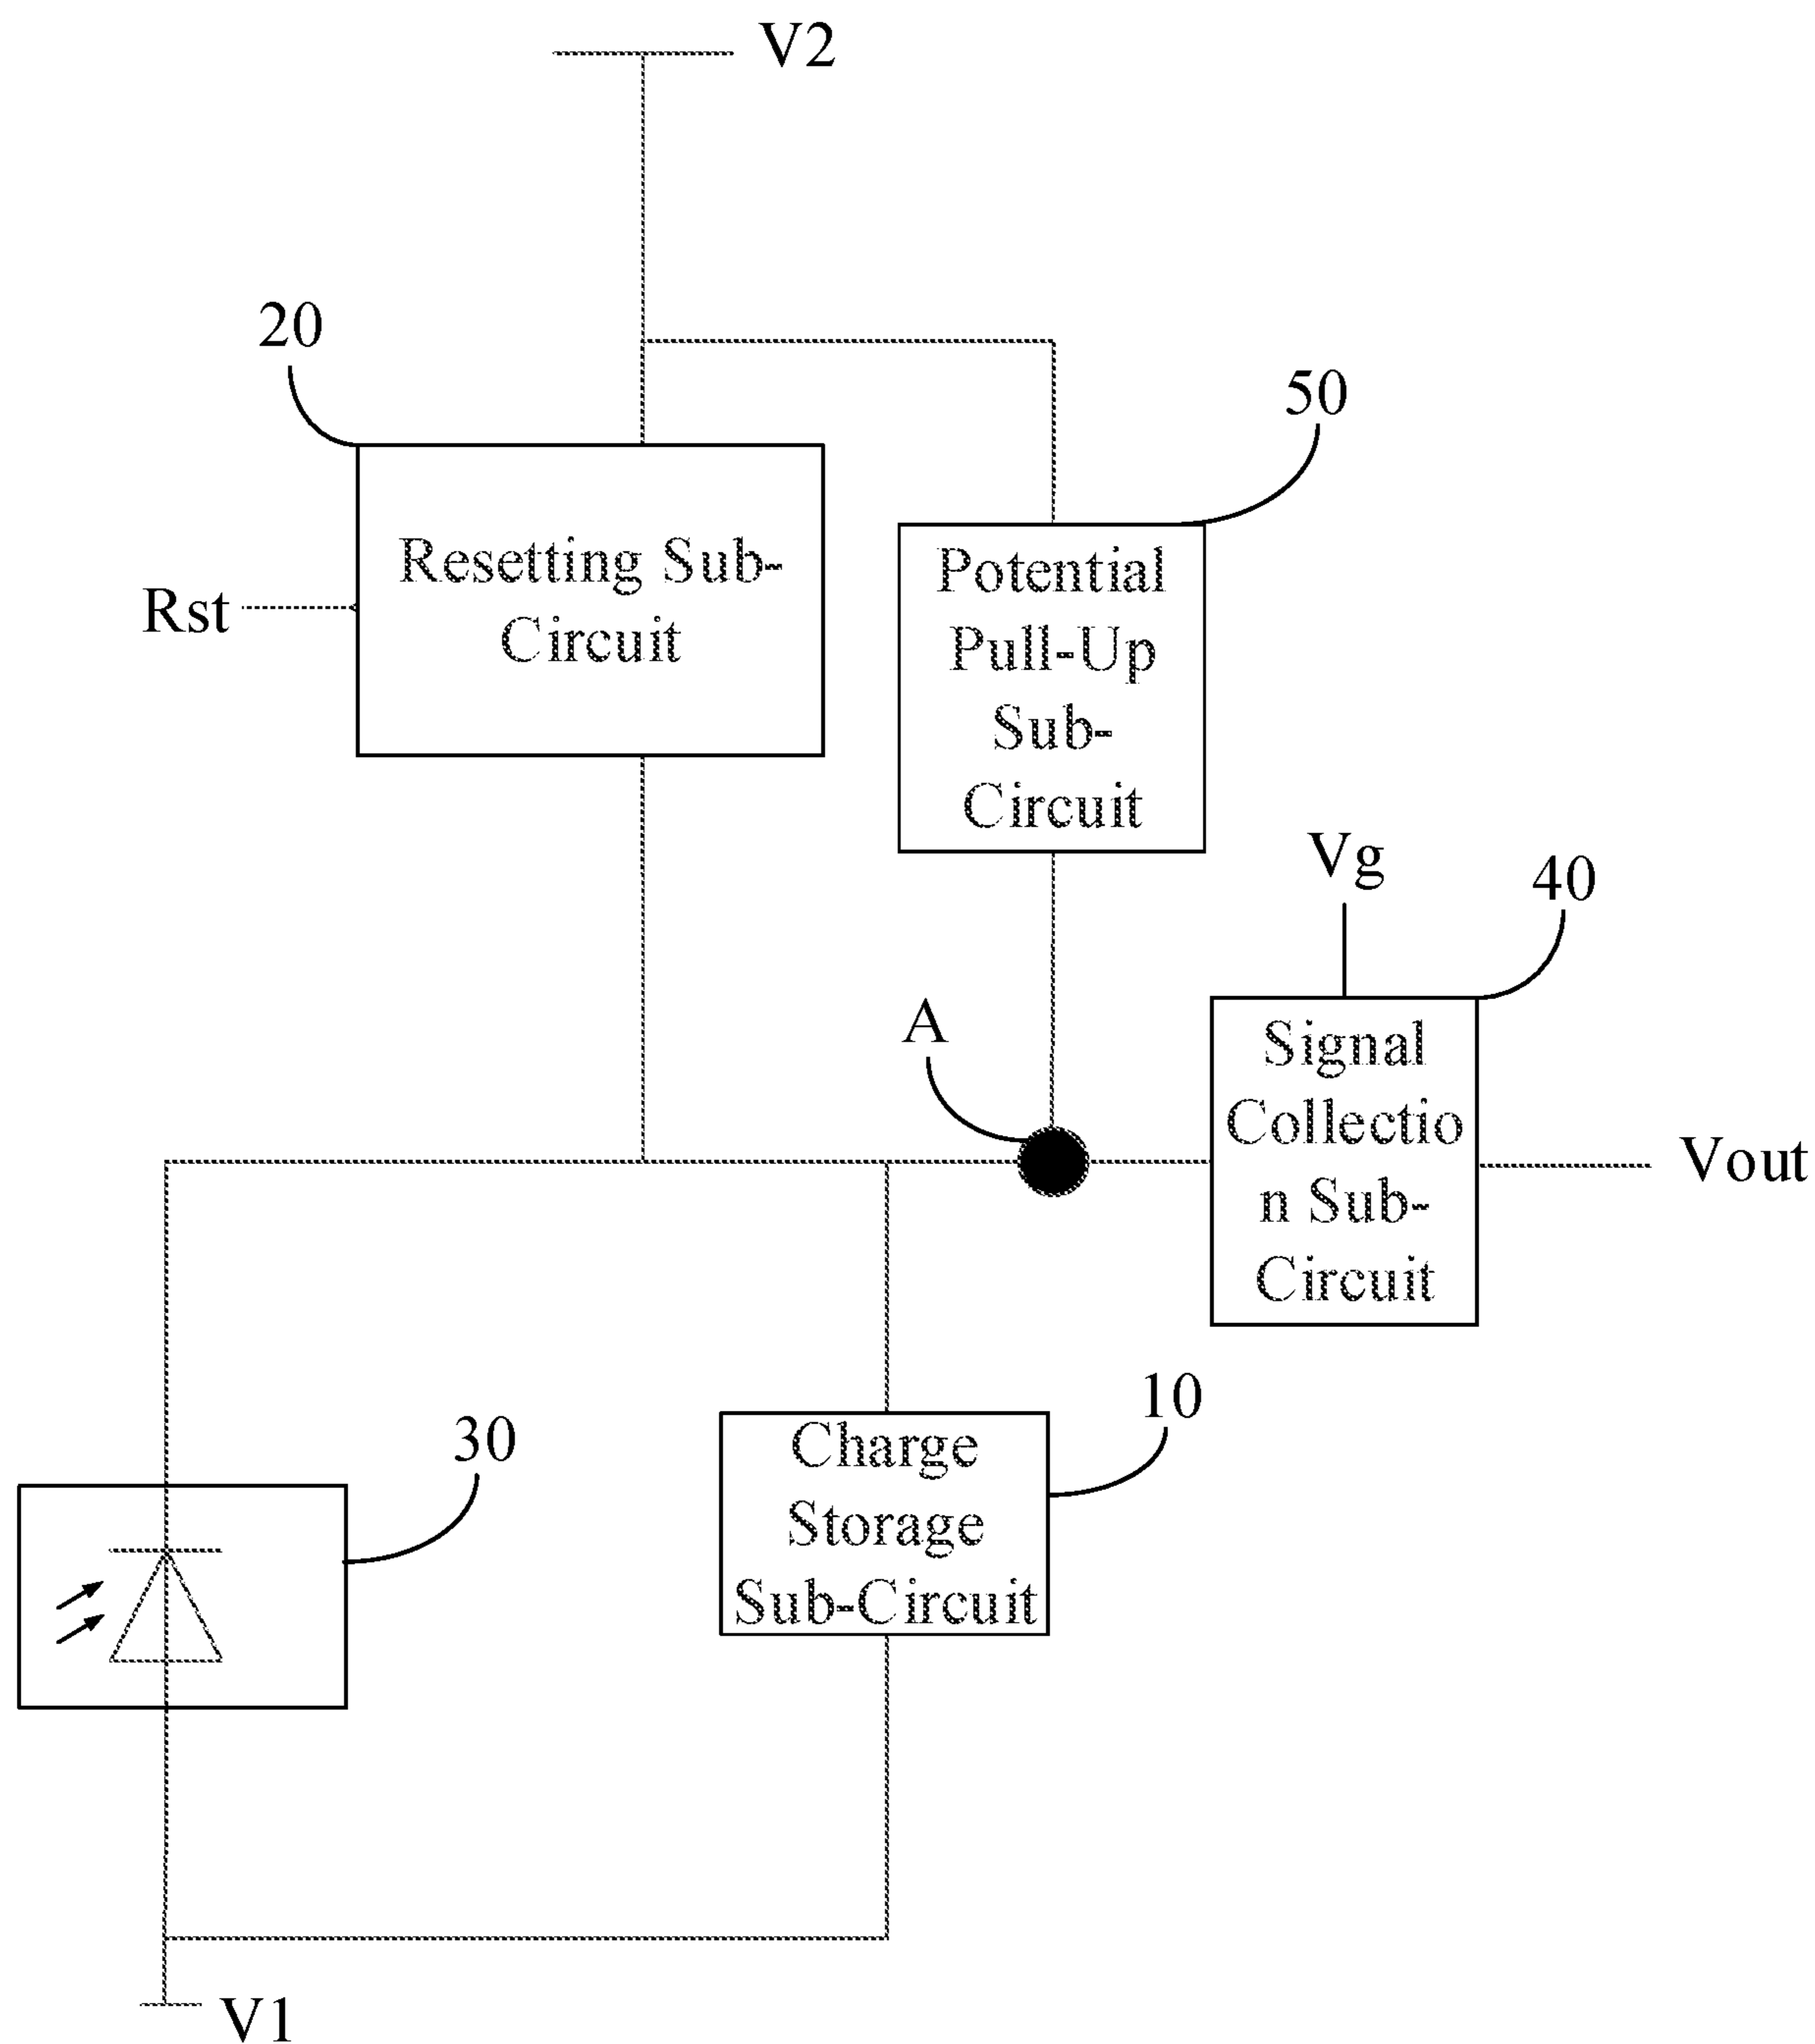 V2
20
50
Resetting Sub-
Circuit
Rst
Potential
Pull-Up
Sub-
Circuit
Vg
40
A
Signal
Collectio
n Sub-
Circuit
Vout
10
30
Charge
Storage
Sub-Circuit
V1